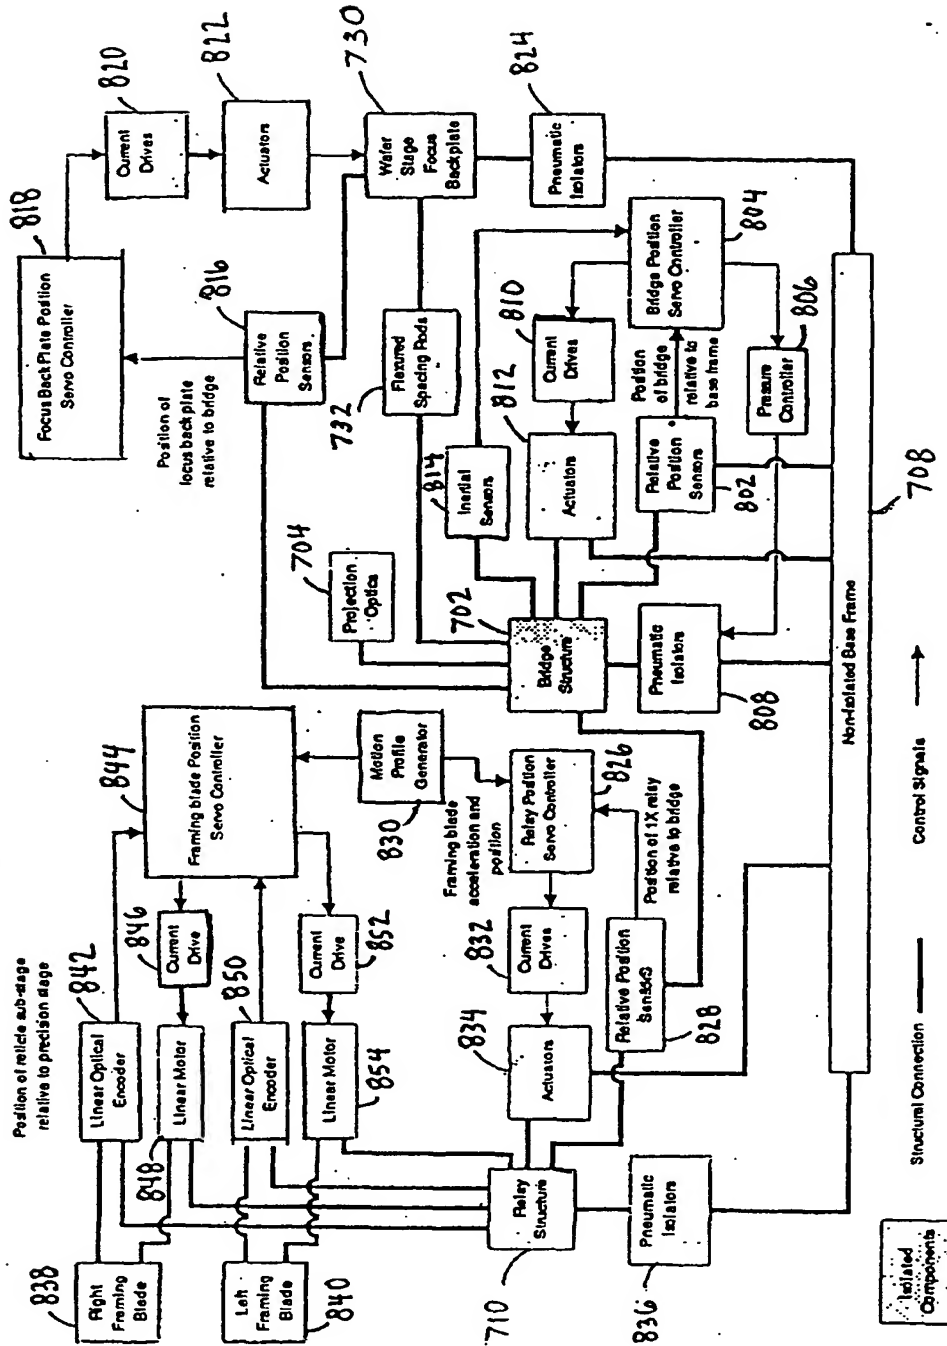 818
Focus Back Plate Position
Servo Controller
820
Current
Drives
822
Actuators
730
Wafer
Stage
Focus
Backplate
824
Pneumatic
Isolators
816
Relative
Position
Sensors
Position of
focus backplate
relative to bridge
732
Flexured
Spacing Rods
704
Projection
Optics
814
Inertial
Sensors
810
Current
Drives
812
Actuators
804
Bridge Position
Servo Controller
Position
of bridge
relative to
base frame
806
Pressure
Controller
Relative
Position
Sensors
802
702
Bridge
Structure
Pneumatic
Isolators
808
708
Non-Isolated Base Frame
844
Framing blade Position
Servo Controller
Motion
Profile
Generator
830
Framing blade
acceleration and
position
826
Relay Position
Servo Controller
Position of 1X relay
relative to bridge
Position of reticle sub-stage
relative to precision stage
842
Linear Optical
Encoder
846
Current
Drive
848
Linear Motor
850
Linear Optical
Encoder
852
Current
Drive
854
Linear Motor
832
Current
Drives
834
Actuators
Relative Position
Sensors
828
838
Right
Framing
Blade
Left
Framing
Blade
840
Relay
Structure
710
Pneumatic
Isolators
836
Structural Connection
Control Signals
Isolated
Components